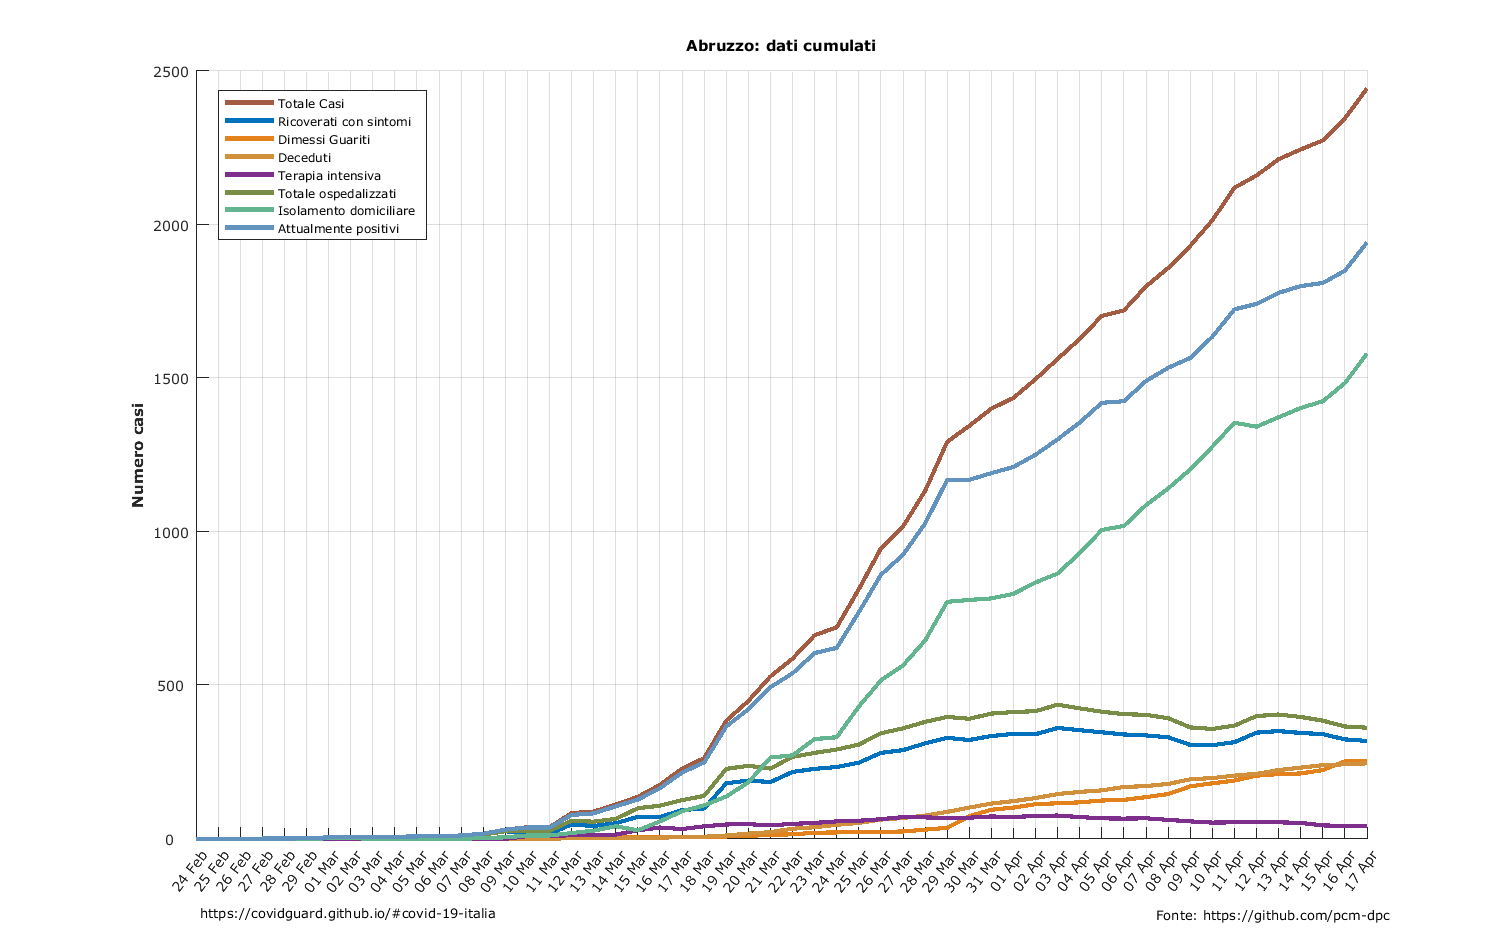 Abruzzo: dati cumulati
2500
2000
1500
1000
500
0
Numero casi
Totale Casi
Ricoverati con sintomi
Dimessi Guariti
Deceduti
Terapia intensiva
Totale ospedalizzati
Isolamento domiciliare
Attualmente positivi
24 Feb
25 Feb
26 Feb
27 Feb
28 Feb
29 Feb
01 Mar
02 Mar
03 Mar
04 Mar
05 Mar
06 Mar
07 Mar
08 Mar
09 Mar
10 Mar
11 Mar
12 Mar
13 Mar
14 Mar
15 Mar
16 Mar
17 Mar
18 Mar
19 Mar
20 Mar
21 Mar
22 Mar
23 Mar
24 Mar
25 Mar
26 Mar
27 Mar
28 Mar
29 Mar
30 Mar
31 Mar
01 Apr
02 Apr
03 Apr
04 Apr
05 Apr
06 Apr
07 Apr
08 Apr
09 Apr
10 Apr
11 Apr
12 Apr
13 Apr
14 Apr
15 Apr
16 Apr
17 Apr
https://covidguard.github.io/#covid-19-italia
Fonte: https://github.com/pcm-dpc